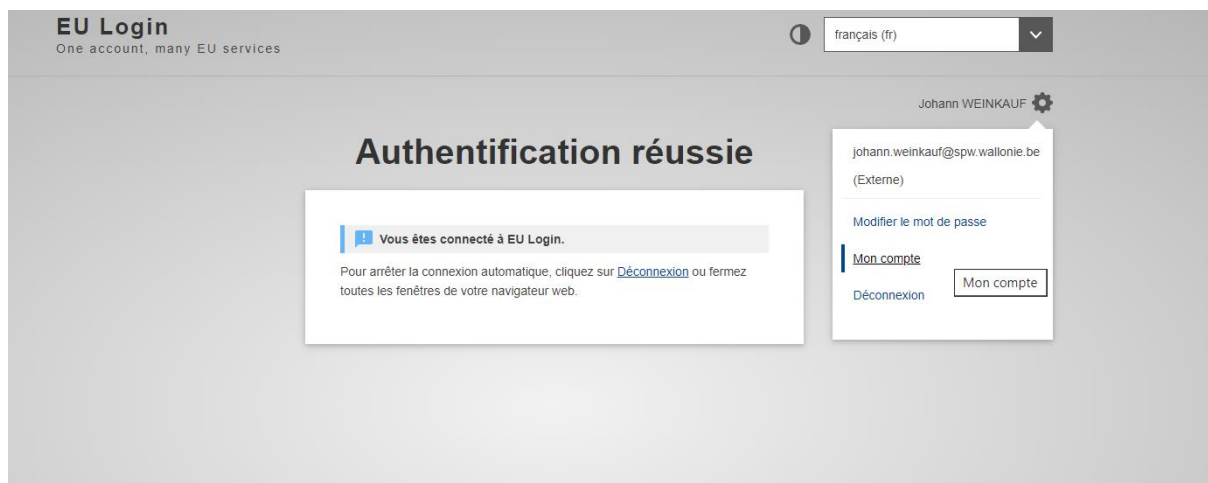 EU Login
One account, many EU services
français (fr)
Johann WEINKAUF
Authentification réussie
johann.weinkauf@spw.wallonie.be
(Externe)
Modifier le mot de passe
Mon compte
Mon compte
Déconnexion
Vous êtes connecté à EU Login.
Pour arrêter la connexion automatique, cliquez sur Déconnexion ou fermez
toutes les fenêtres de votre navigateur web.